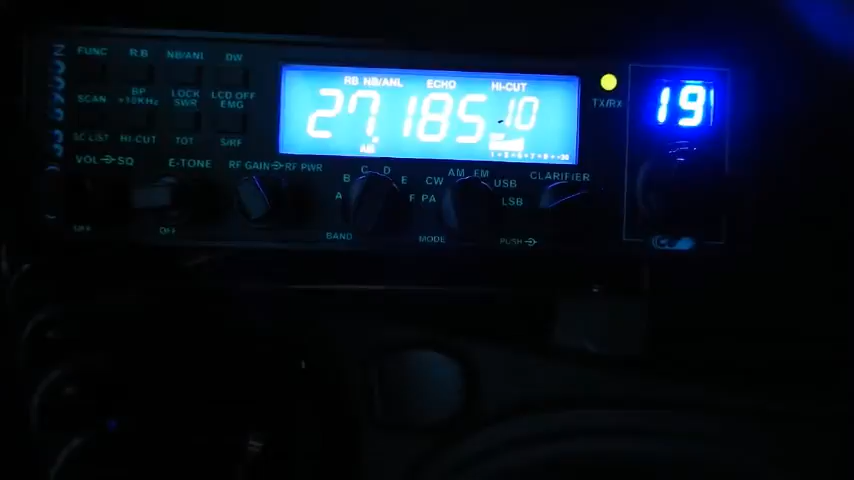 FUNC R.B NB/ANL DW
RB NB/ANL ECHO HI-CUT
27.185.10
AM
TX/RX
19
BP
+10KHz LOCK
SWR LCD OFF
EMG
SCAN
SC LIST HI-CUT TOT S/RF
VOL SQ E-TONE RF GAIN RF PWR
A B C D E F
PA CW AM FM USB LSB
CLARIFIER
OFF
BAND MODE PUSH